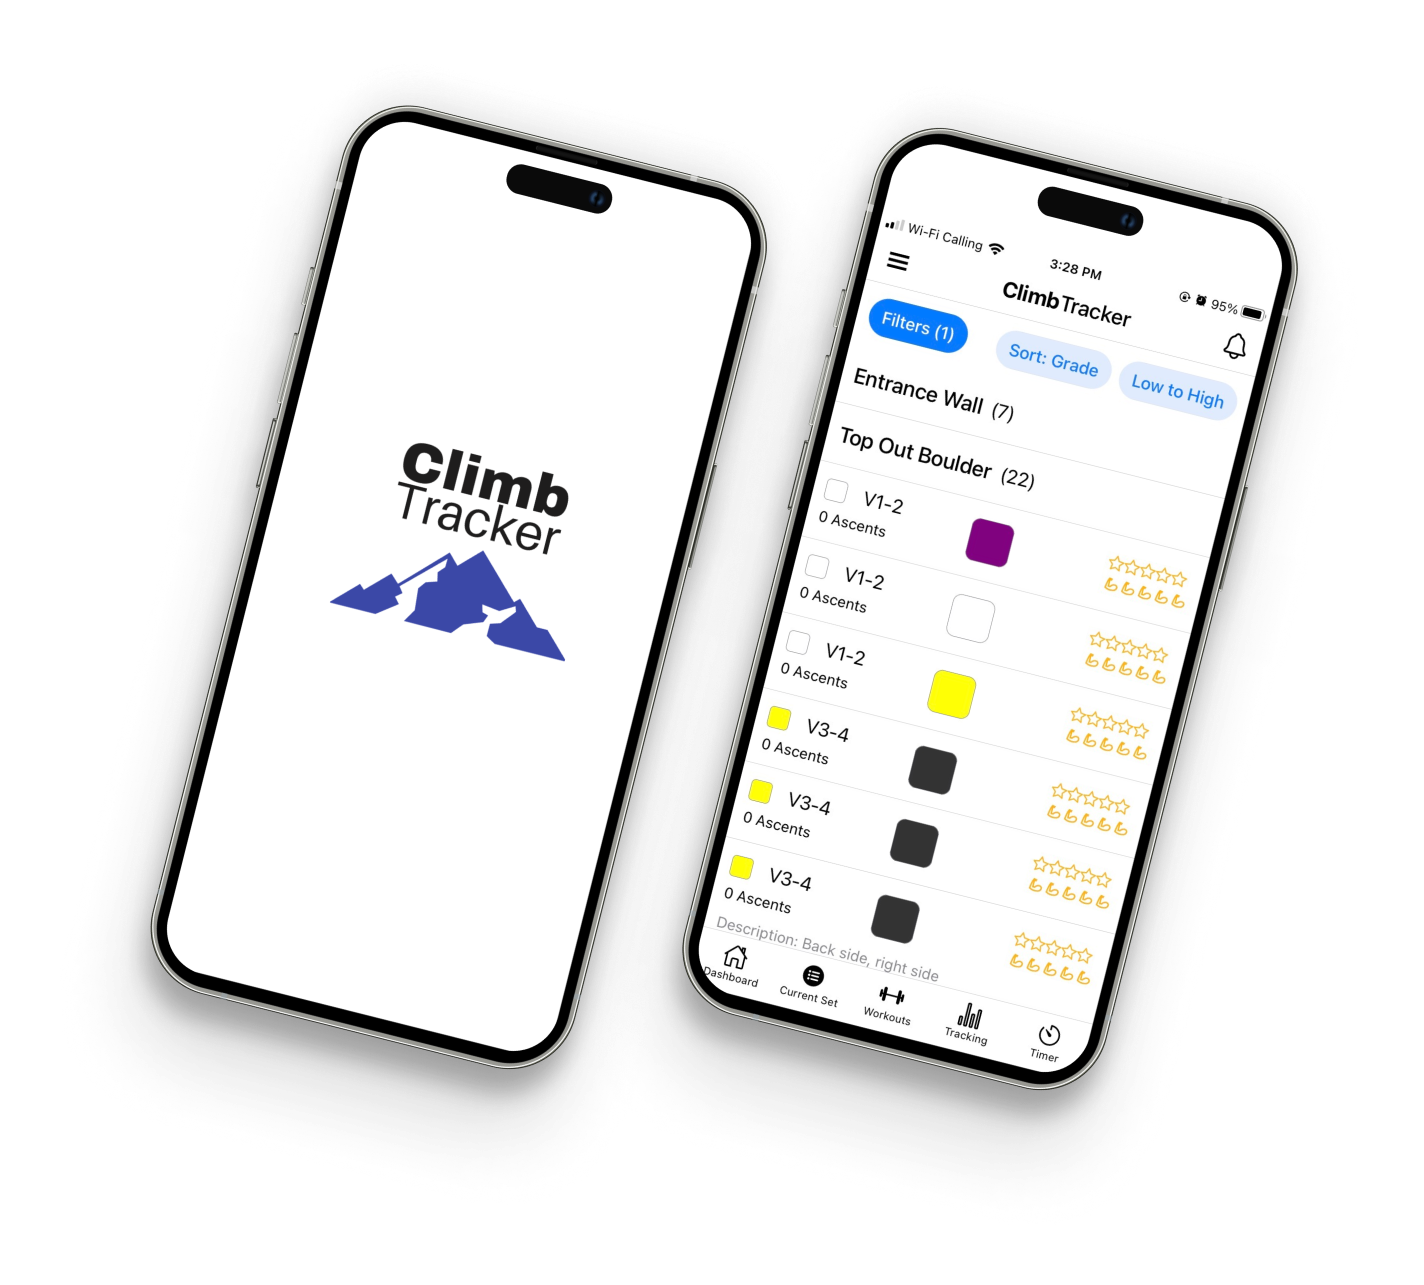 Climb
Tracker
Wi-Fi Calling
3:28 PM
95%
ClimbTracker
Filters (1)
Sort: Grade
Low to High
Entrance Wall (7)
Top Out Boulder (22)
V1-2
0 Ascents
V1-2
0 Ascents
V1-2
0 Ascents
V3-4
0 Ascents
V3-4
0 Ascents
V3-4
0 Ascents
Description: Back side, right side
Dashboard
Current Set
Workouts
Tracking
Timer